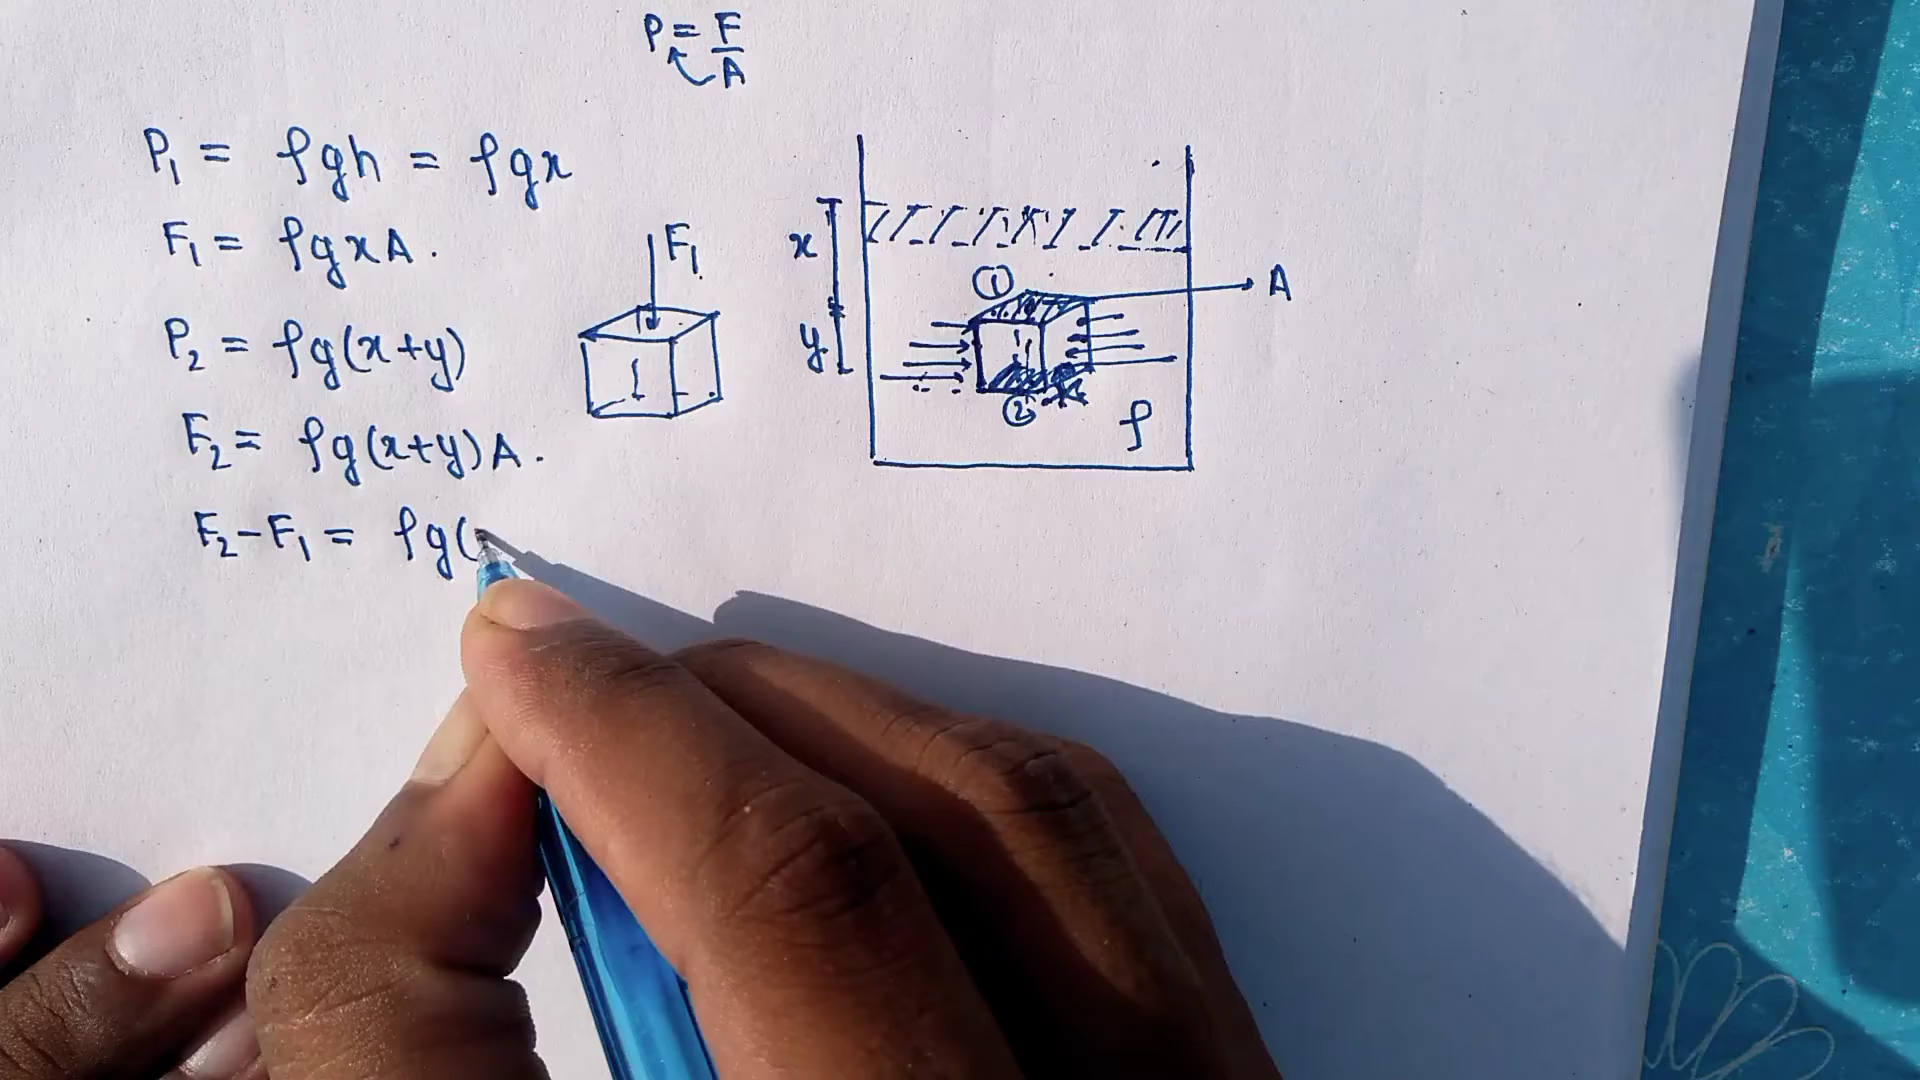 P = F/A
P₁ = ρgh = ρgx
F₁ = ρgxA.
P₂ = ρg(x+y)
F₂ = ρg(x+y)A.
F₂-F₁ = ρg(
F₁
x
y
①
A
②
ρ